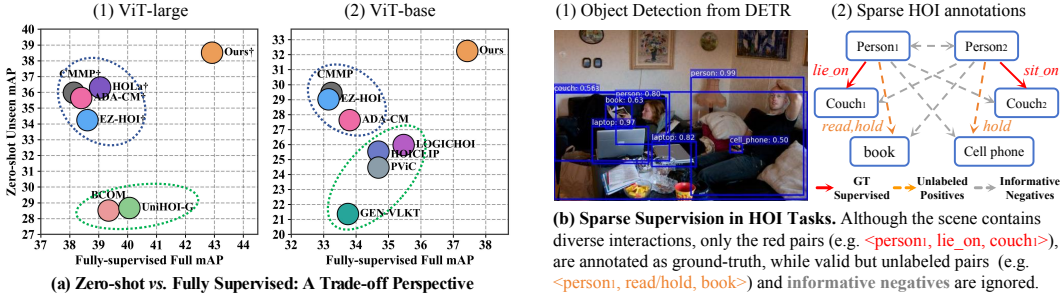 (1) ViT-large
(2) ViT-base
Zero-shot Unseen mAP
40
39
38
37
36
35
34
33
32
31
30
29
28
27
Ours†
CMMP†
HOLa†
ADA-CM†
EZ-HOI†
BCOM
UniHOI-G
37 38 39 40 41 42 43
Fully-supervised Full mAP
33
32
31
30
29
28
27
26
25
24
23
22
21
20
Ours
CMMP
EZ-HOI
ADA-CM
LOGICHOI
HOICLIP
PViC
GEN-VLKT
32 34 36 38
Fully-supervised Full mAP
(a) Zero-shot vs. Fully Supervised: A Trade-off Perspective
(1) Object Detection from DETR
person: 0.99
couch: 0.563
person: 0.80
book: 0.63
laptop: 0.97
laptop: 0.82
cell_phone: 0.50
(2) Sparse HOI annotations
Person1
Person2
lie_on
sit_on
Couch1
Couch2
read,hold
hold
book
Cell phone
GT Supervised
Unlabeled Positives
Informative Negatives
(b) Sparse Supervision in HOI Tasks. Although the scene contains
diverse interactions, only the red pairs (e.g. <person1, lie_on, couch1>),
are annotated as ground-truth, while valid but unlabeled pairs (e.g.
<person1, read/hold, book>) and informative negatives are ignored.